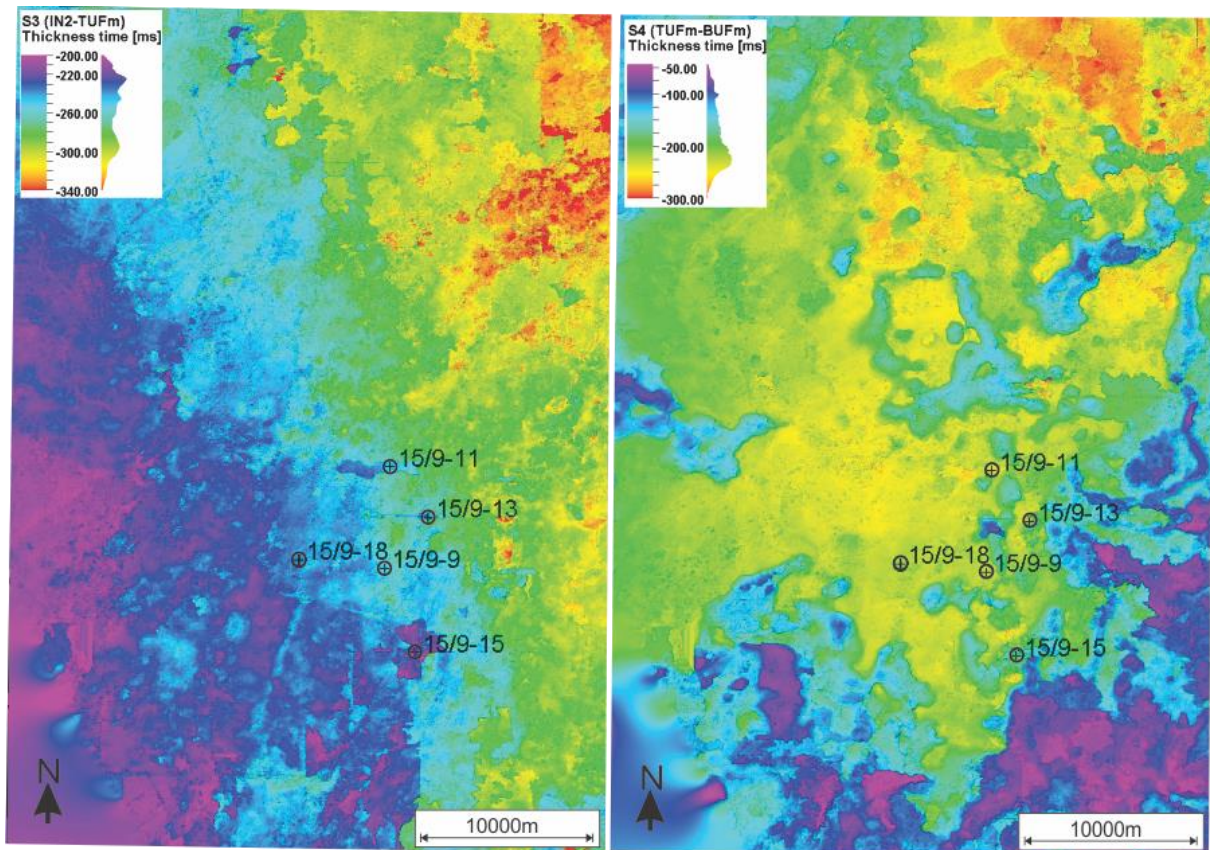 S3 (IN2-TUFm)
Thickness time [ms]
-200.00
-220.00
-260.00
-300.00
-340.00
15/9-11
15/9-13
15/9-18
15/9-9
15/9-15
N
10000m
S4 (TUFm-BUFm)
Thickness time [ms]
-50.00
-100.00
-200.00
-300.00
15/9-11
15/9-13
15/9-18
15/9-9
15/9-15
N
10000m